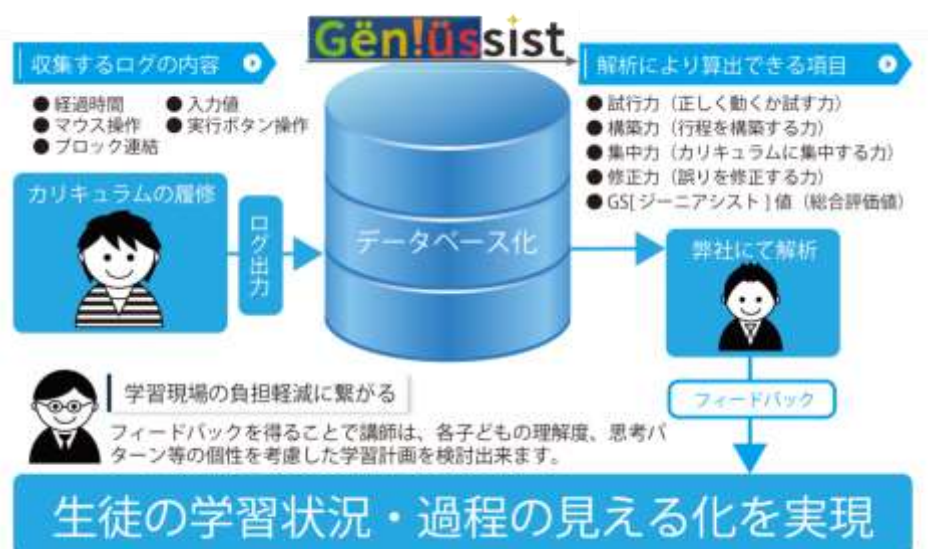 Gën!üssist
収集するログの内容
● 経過時間 ● 入力値
● マウス操作 ● 実行ボタン操作
● ブロック連結
解析により算出できる項目
● 試行力（正しく動くか試す力）
● 構築力（行程を構築する力）
● 集中力（カリキュラムに集中する力）
● 修正力（誤りを修正する力）
● GS[ジーニアシスト]値（総合評価値）
カリキュラムの履修
ログ出力
データベース化
弊社にて解析
フィードバック
学習現場の負担軽減に繋がる
フィードバックを得ることで講師は、各子どもの理解度、思考パ
ターン等の個性を考慮した学習計画を検討出来ます。
生徒の学習状況・過程の見える化を実現